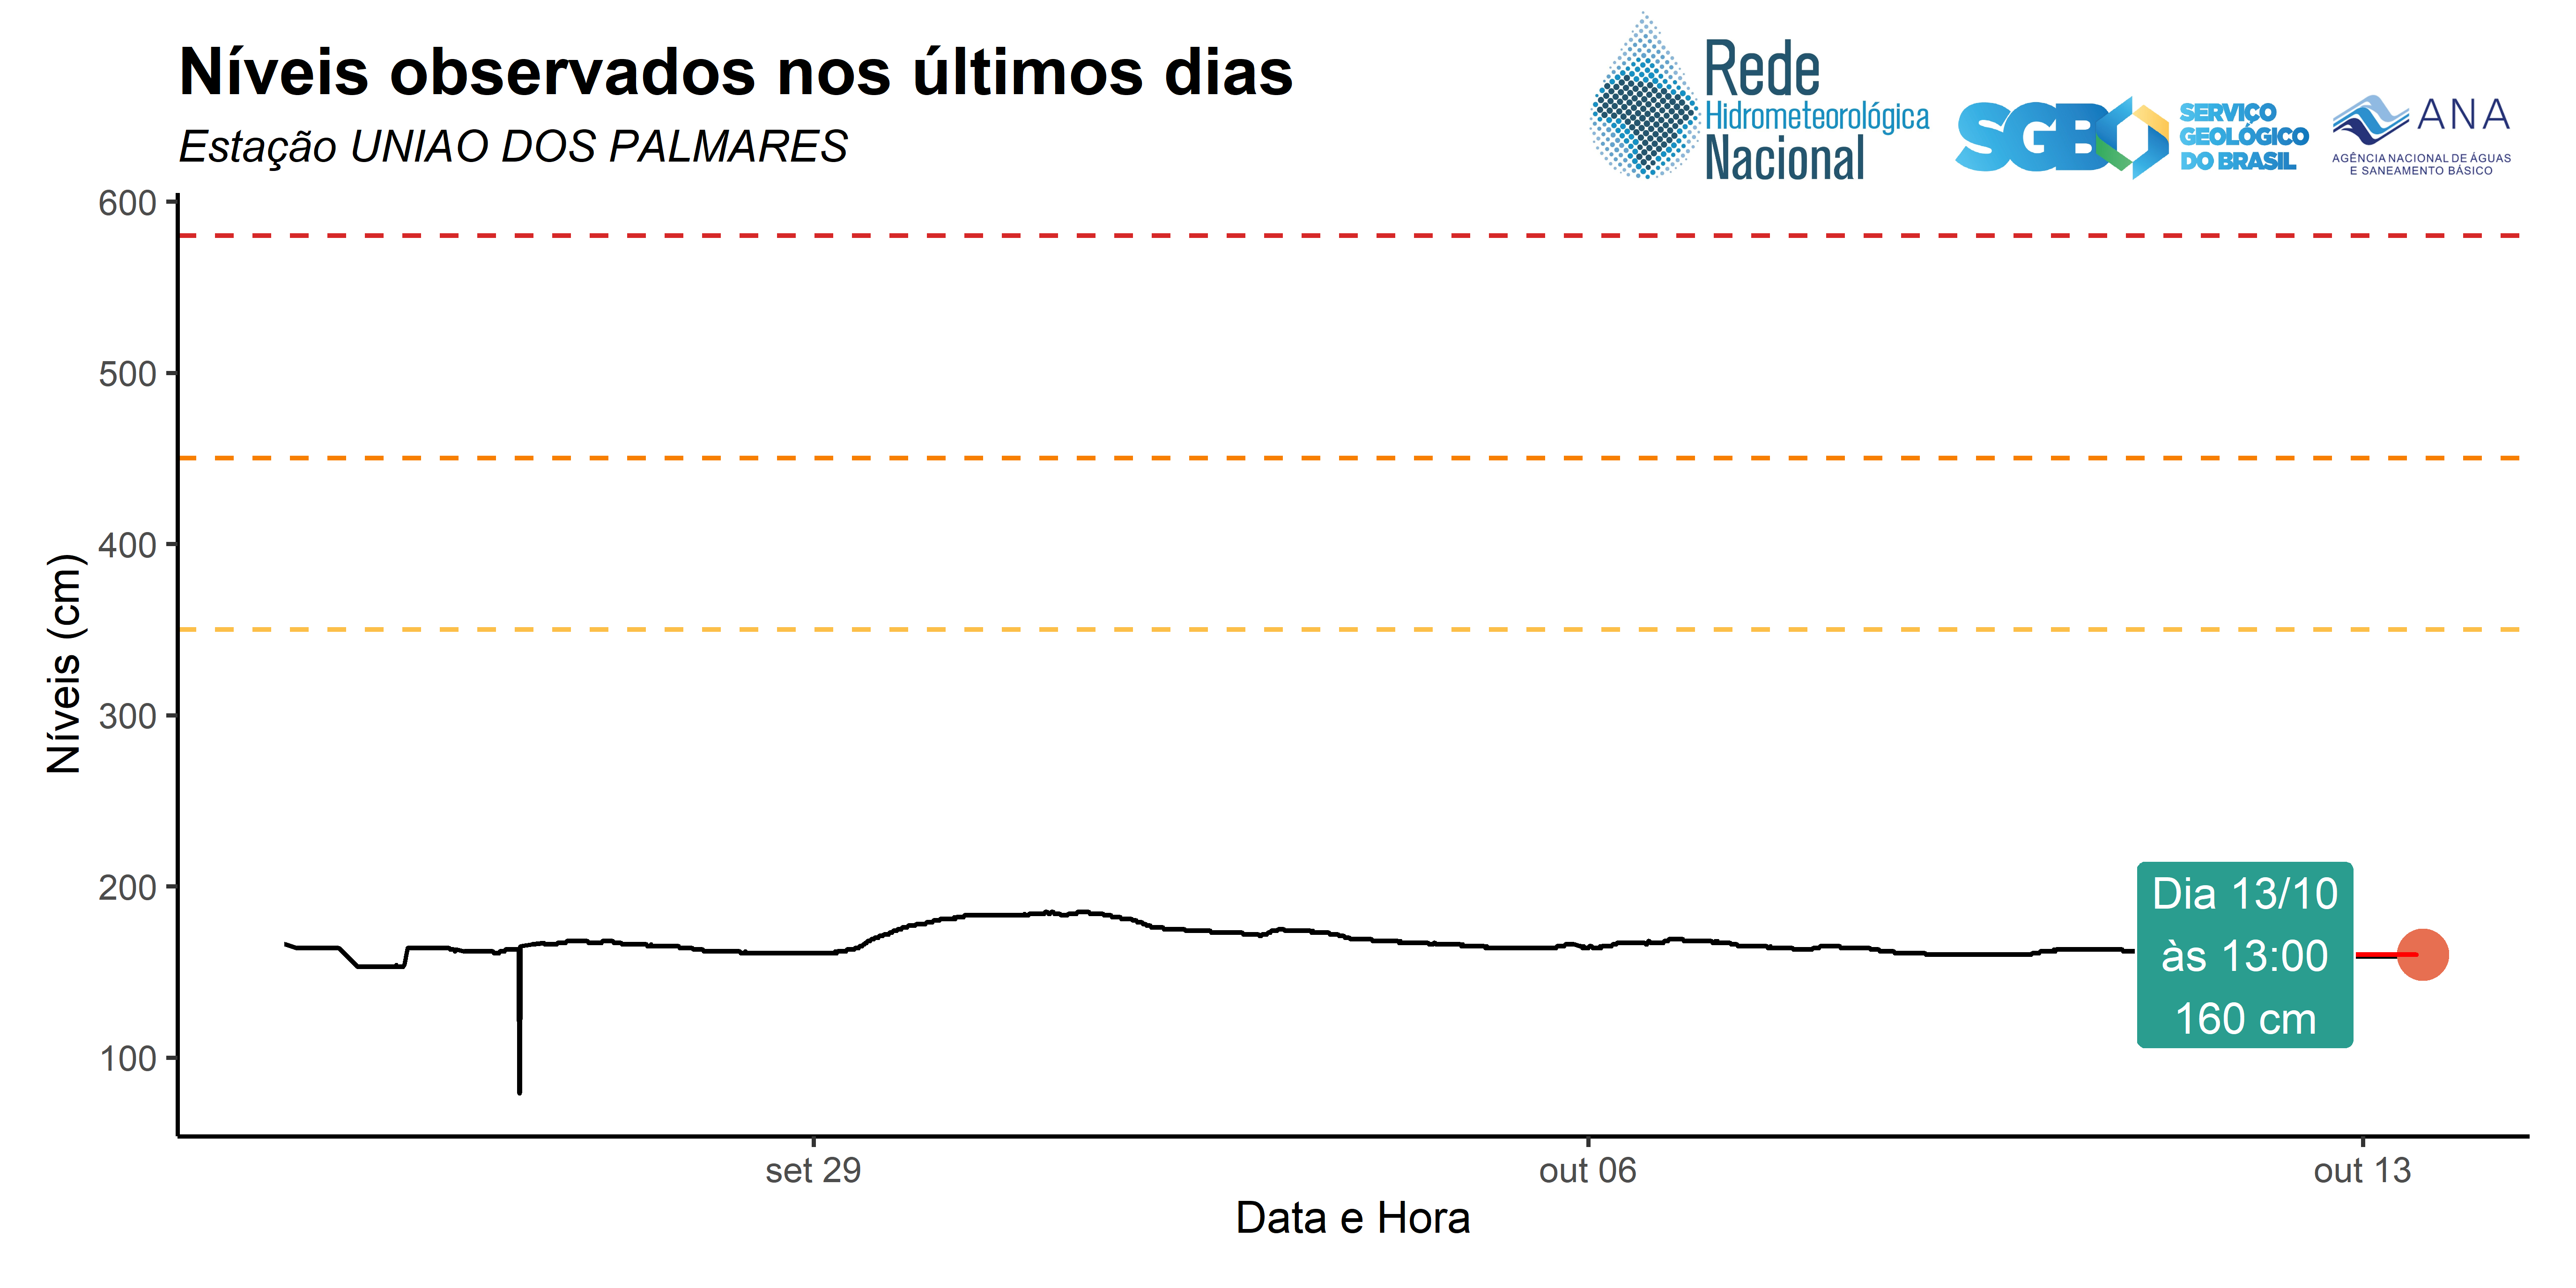 Níveis observados nos últimos dias
Estação UNIAO DOS PALMARES
Rede
Hidrometeorológica
Nacional
SGB
SERVIÇO
GEOLÓGICO
DO BRASIL
ANA
AGÊNCIA NACIONAL DE ÁGUAS
E SANEAMENTO BÁSICO
600
500
400
300
200
100
Níveis (cm)
Dia 13/10
às 13:00
160 cm
set 29
out 06
out 13
Data e Hora